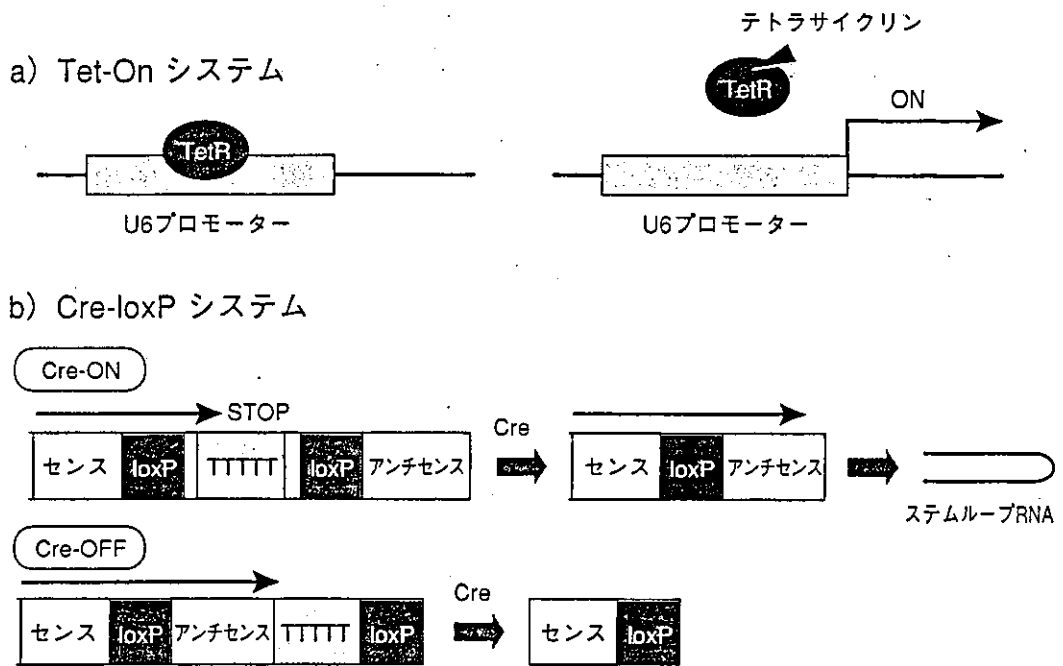 テトラサイクリン
a) Tet-On システム
TetR
ON
TetR
U6プロモーター
U6プロモーター
b) Cre-loxP システム
Cre-ON
STOP
Cre
センス
loxP
TTTTT
loxP
アンチセンス
センス
loxP
アンチセンス
ステムループRNA
Cre-OFF
Cre
センス
loxP
アンチセンス
TTTTT
loxP
センス
loxP